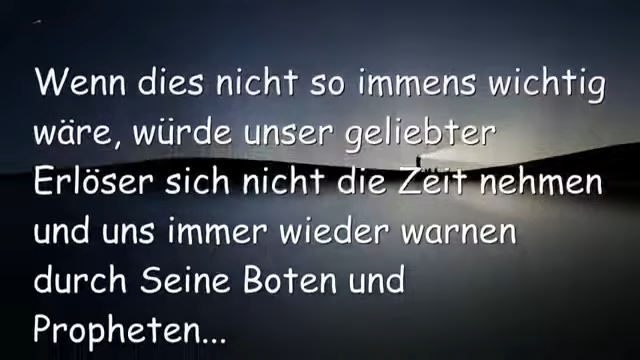 Wenn dies nicht so immens wichtig
wäre, würde unser geliebter
Erlöser sich nicht die Zeit nehmen
und uns immer wieder warnen
durch Seine Boten und
Propheten...